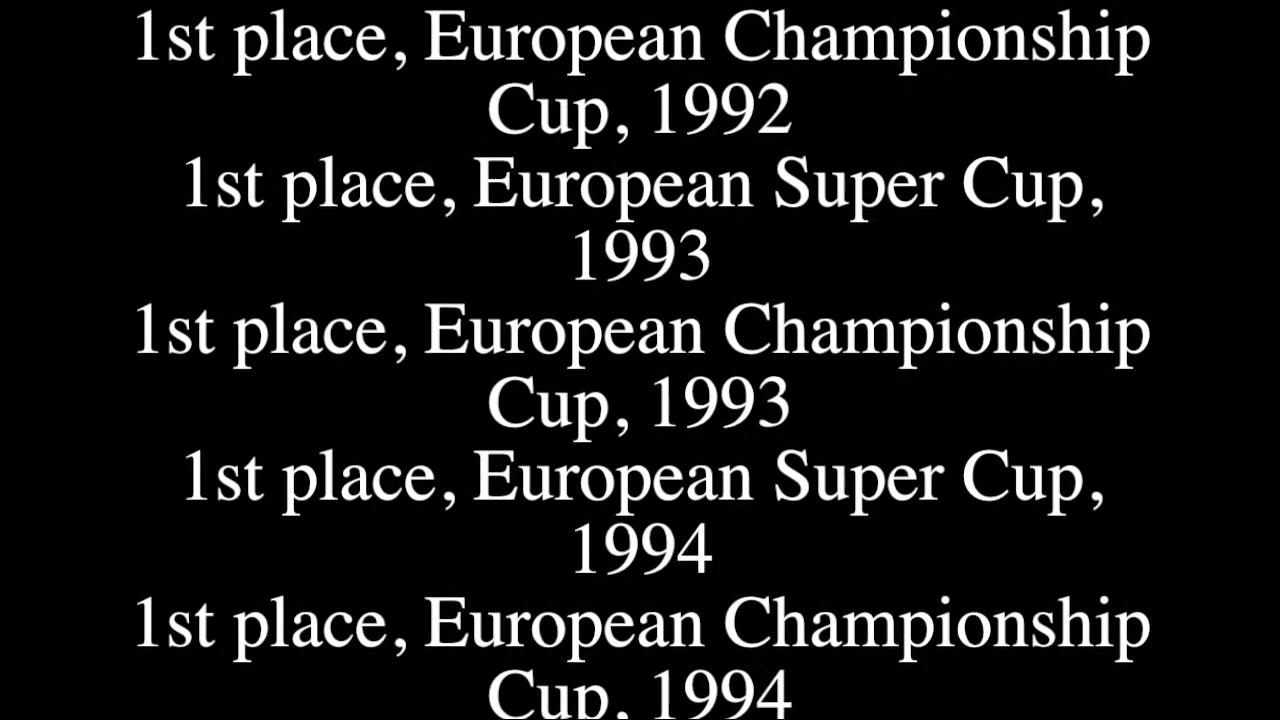 1st place, European Championship
Cup, 1992
1st place, European Super Cup,
1993
1st place, European Championship
Cup, 1993
1st place, European Super Cup,
1994
1st place, European Championship
Cup, 1994